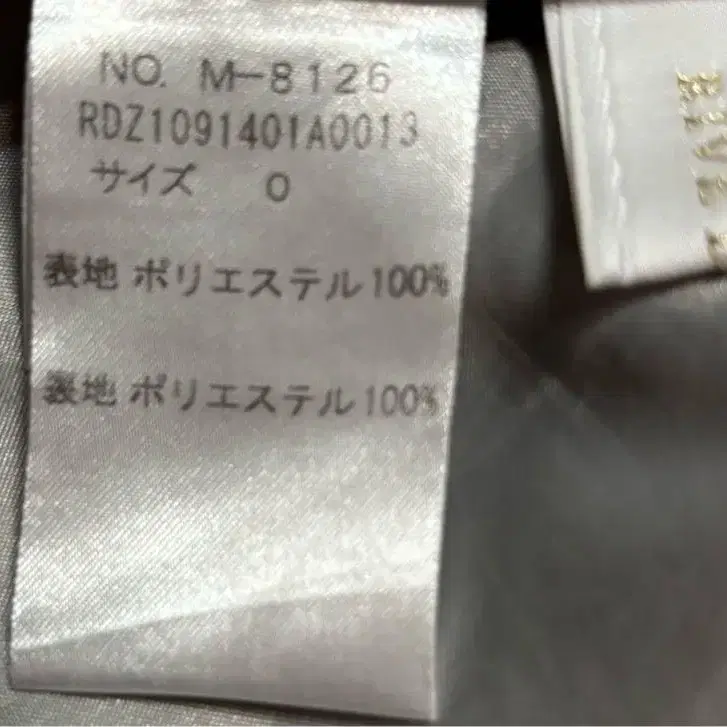 NO. M-8126
RDZ1091401A0013
サイズ 0
表地 ポリエステル100%
裏地 ポリエステル100%
RIVE